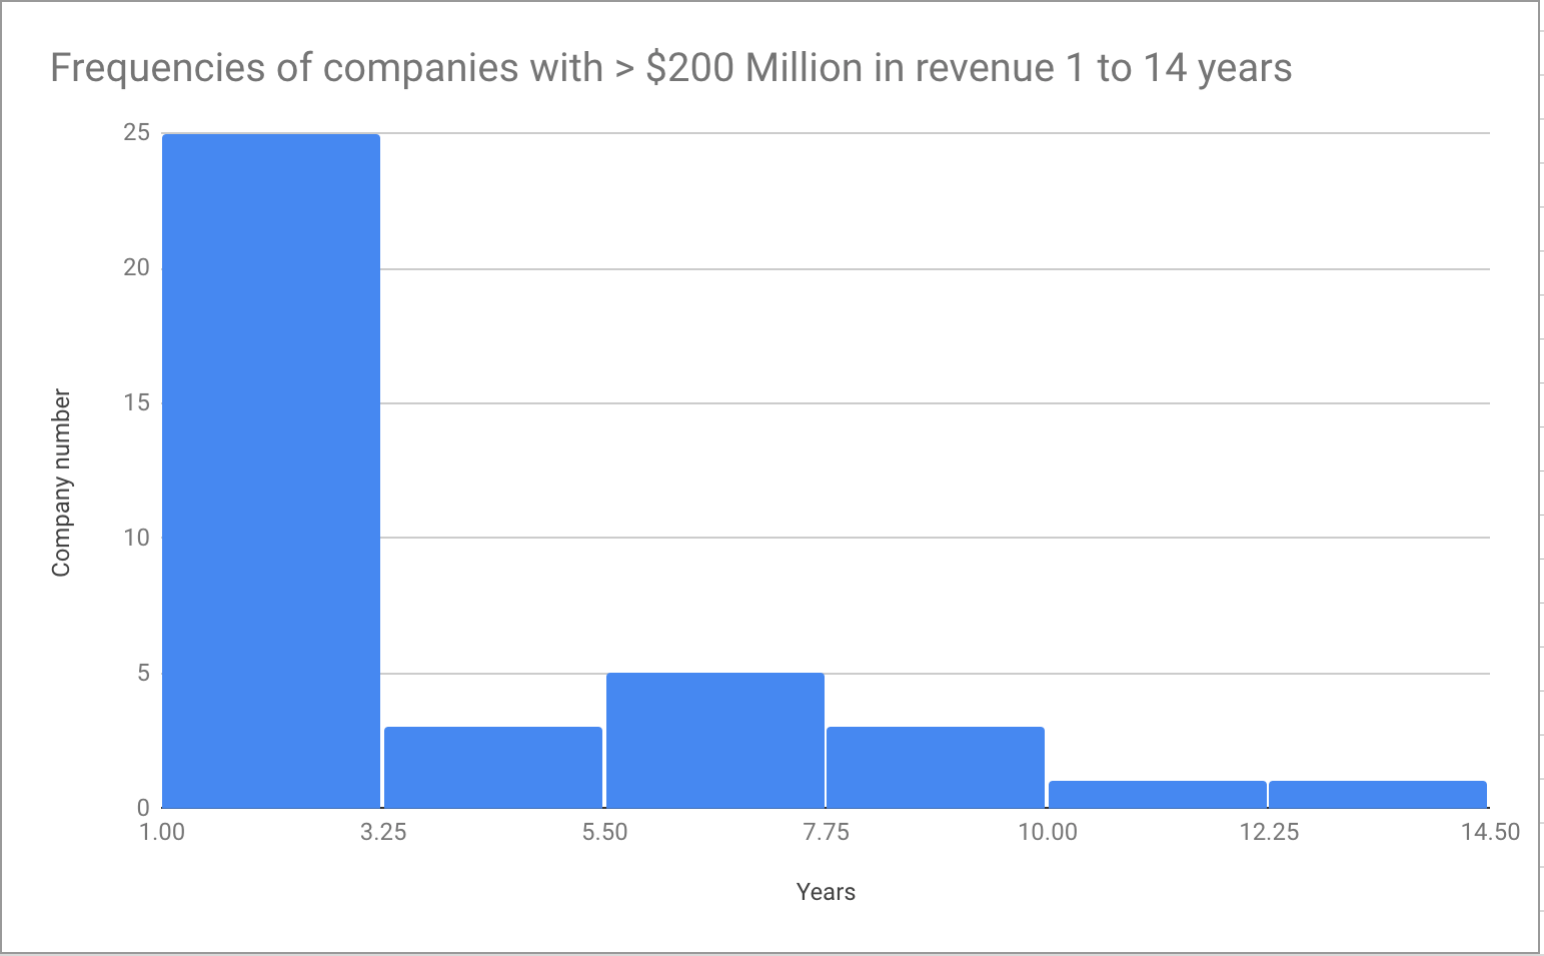 Frequencies of companies with > $200 Million in revenue 1 to 14 years
25
20
15
10
5
0
Company number
1.00 3.25 5.50 7.75 10.00 12.25 14.50
Years